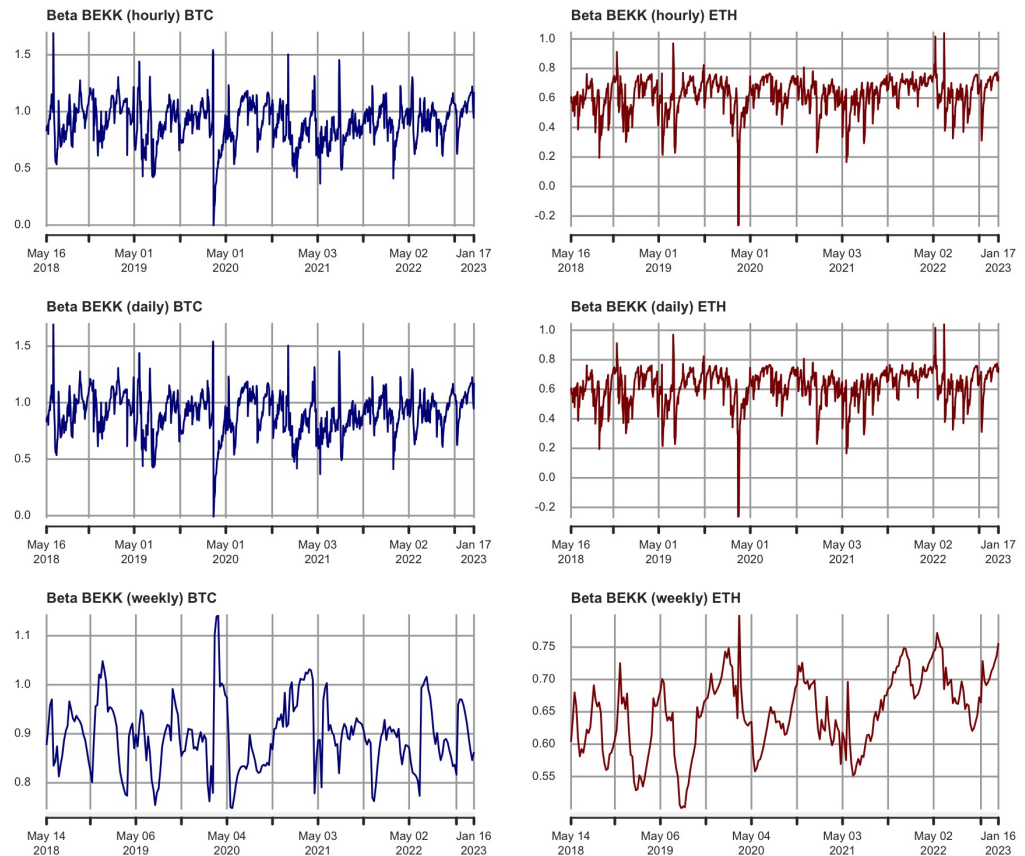 Beta BEKK (hourly) BTC
1.5
1.0
0.5
0.0
May 16 May 01 May 01 May 03 May 02 Jan 17
2018 2019 2020 2021 2022 2023
Beta BEKK (hourly) ETH
1.0
0.8
0.6
0.4
0.2
0.0
-0.2
May 16 May 01 May 01 May 03 May 02 Jan 17
2018 2019 2020 2021 2022 2023
Beta BEKK (daily) BTC
1.5
1.0
0.5
0.0
May 16 May 01 May 01 May 03 May 02 Jan 17
2018 2019 2020 2021 2022 2023
Beta BEKK (daily) ETH
1.0
0.8
0.6
0.4
0.2
0.0
-0.2
May 16 May 01 May 01 May 03 May 02 Jan 17
2018 2019 2020 2021 2022 2023
Beta BEKK (weekly) BTC
1.1
1.0
0.9
0.8
May 14 May 06 May 04 May 03 May 02 Jan 16
2018 2019 2020 2021 2022 2023
Beta BEKK (weekly) ETH
0.75
0.70
0.65
0.60
0.55
May 14 May 06 May 04 May 03 May 02 Jan 16
2018 2019 2020 2021 2022 2023